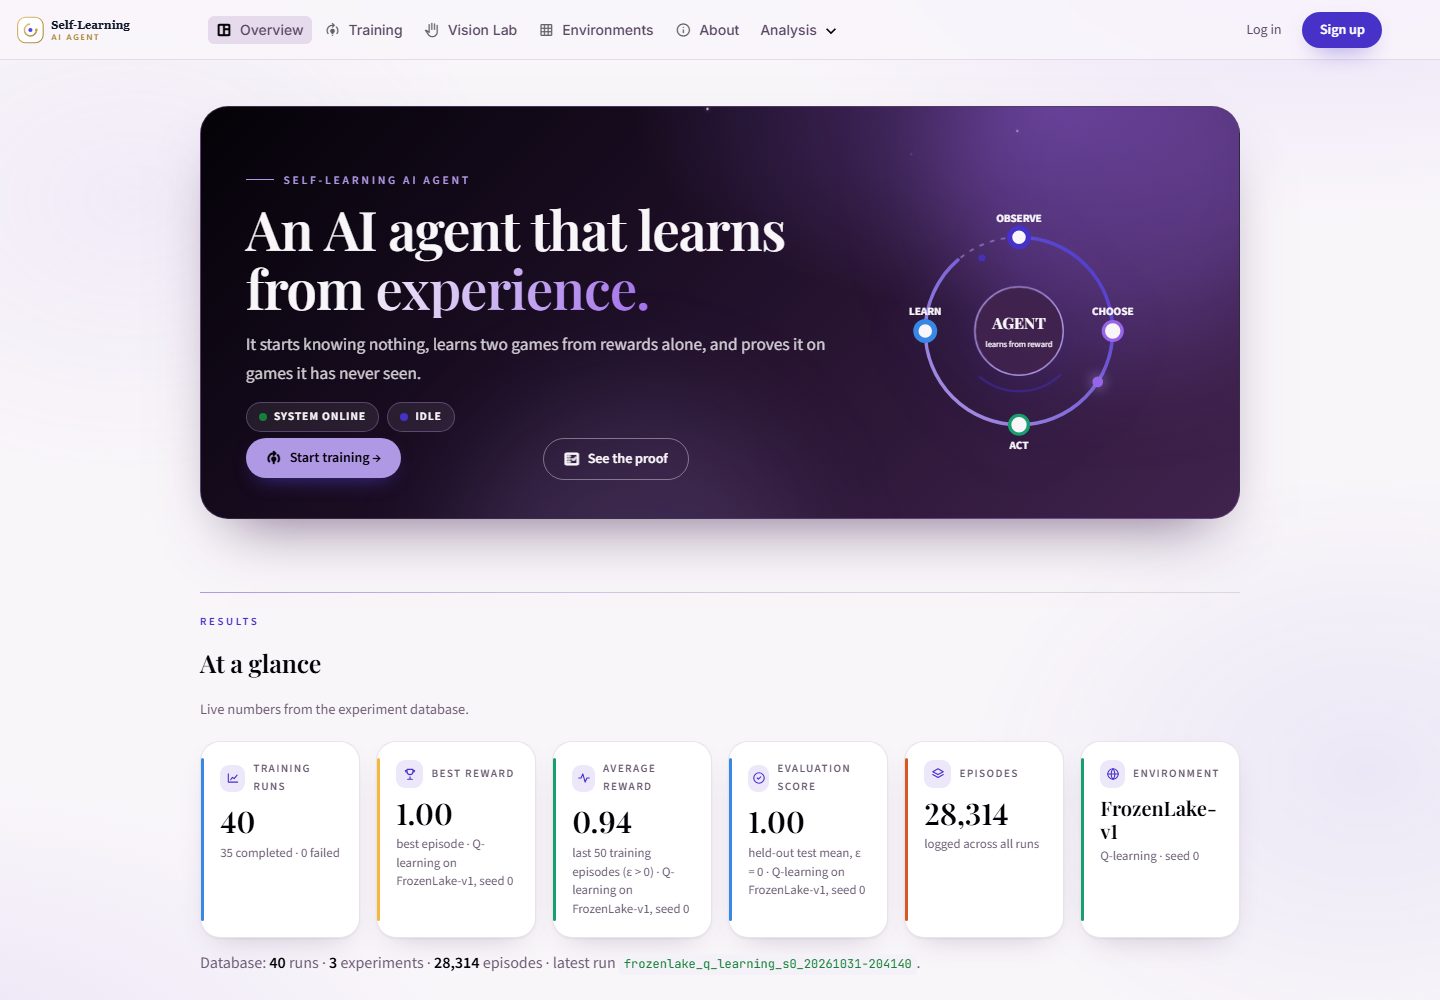 Self-Learning
AI AGENT
Overview
Training
Vision Lab
Environments
About
Analysis
Log in
Sign up
SELF-LEARNING AI AGENT
An AI agent that learns
from experience.
It starts knowing nothing, learns two games from rewards alone, and proves it on
games it has never seen.
SYSTEM ONLINE
IDLE
Start training →
See the proof
OBSERVE
LEARN
CHOOSE
AGENT
learns from reward
ACT
RESULTS
At a glance
Live numbers from the experiment database.
TRAINING
RUNS
40
35 completed · 0 failed
BEST REWARD
1.00
best episode · Q-
learning on
FrozenLake-v1, seed 0
AVERAGE
REWARD
0.94
last 50 training
episodes (ε > 0) · Q-
learning on
FrozenLake-v1, seed 0
EVALUATION
SCORE
1.00
held-out test mean, ε
= 0 · Q-learning on
FrozenLake-v1, seed 0
EPISODES
28,314
logged across all runs
ENVIRONMENT
FrozenLake-
v1
Q-learning · seed 0
Database: 40 runs · 3 experiments · 28,314 episodes · latest run frozenlake_q_learning_s0_20261031-204140 .